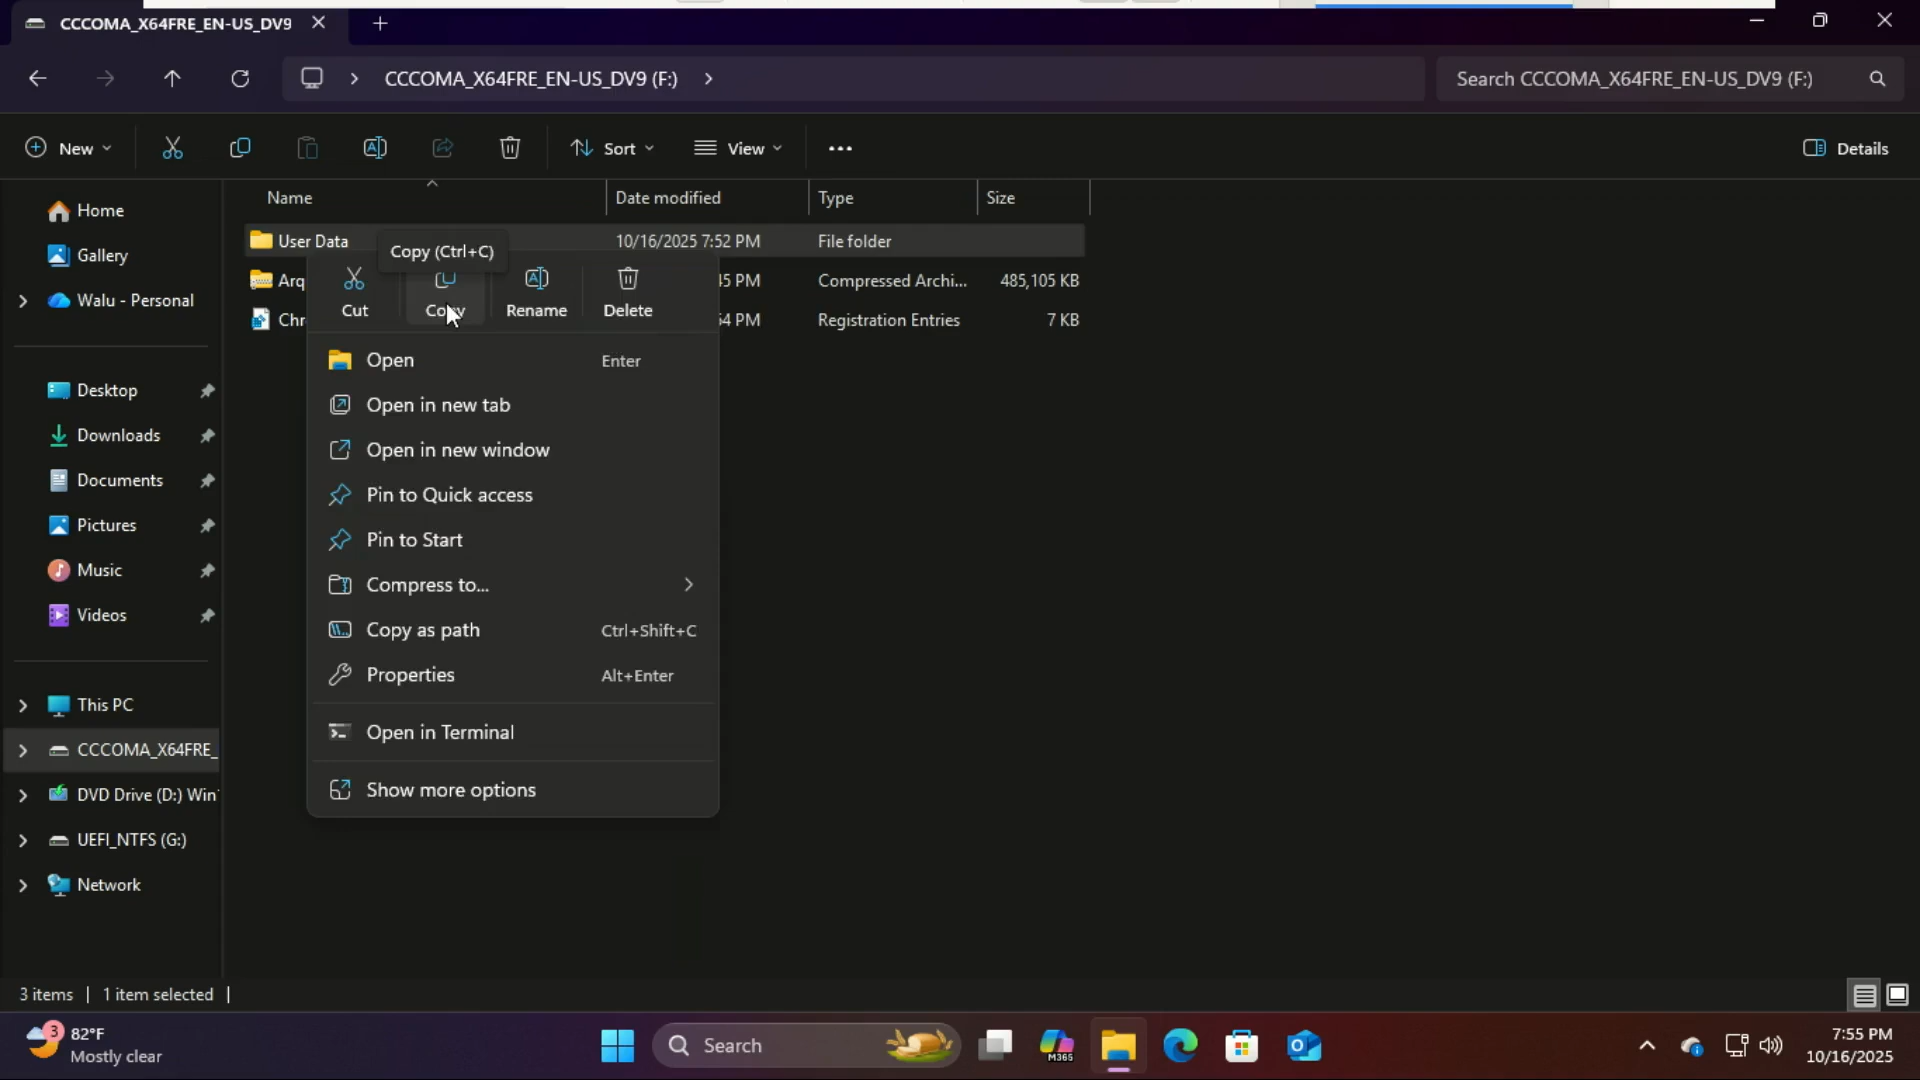 CCCOMA_X64FRE_EN-US_DV9
CCCOMA_X64FRE_EN-US_DV9 (F:)
Search CCCOMA_X64FRE_EN-US_DV9 (F:)
New
Sort
View
Details
Name
Date modified
Type
Size
User Data
10/16/2025 7:52 PM
File folder
Arq
45 PM
Compressed Archi...
485,105 KB
Chr
54 PM
Registration Entries
7 KB
Copy (Ctrl+C)
Cut
Copy
Rename
Delete
Open
Enter
Open in new tab
Open in new window
Pin to Quick access
Pin to Start
Compress to...
Copy as path
Ctrl+Shift+C
Properties
Alt+Enter
Open in Terminal
Show more options
Home
Gallery
Walu - Personal
Desktop
Downloads
Documents
Pictures
Music
Videos
This PC
CCCOMA_X64FRE_
DVD Drive (D:) Win
UEFI_NTFS (G:)
Network
3 items
1 item selected
3
82°F
Mostly clear
Search
M365
7:55 PM
10/16/2025